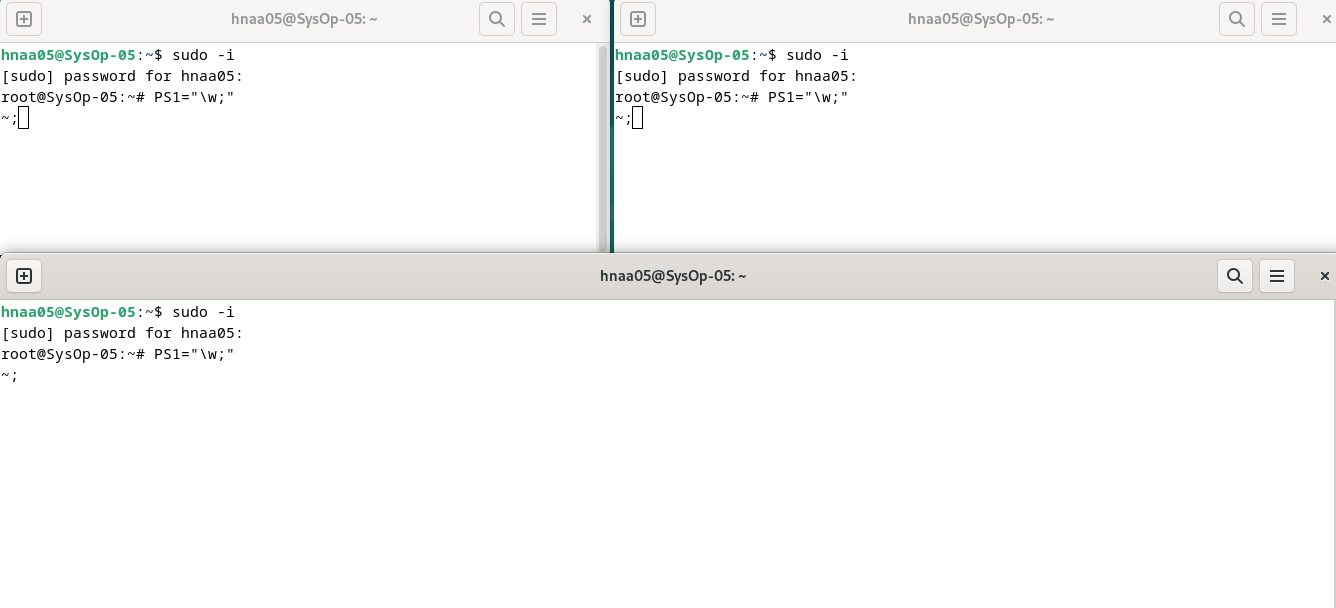 hnaa05@SysOp-05: ~
hnaa05@SysOp-05:~$ sudo -i
[sudo] password for hnaa05:
root@SysOp-05:~# PS1="\w;"
~;
hnaa05@SysOp-05: ~
hnaa05@SysOp-05:~$ sudo -i
[sudo] password for hnaa05:
root@SysOp-05:~# PS1="\w;"
~;
hnaa05@SysOp-05: ~
hnaa05@SysOp-05:~$ sudo -i
[sudo] password for hnaa05:
root@SysOp-05:~# PS1="\w;"
~;